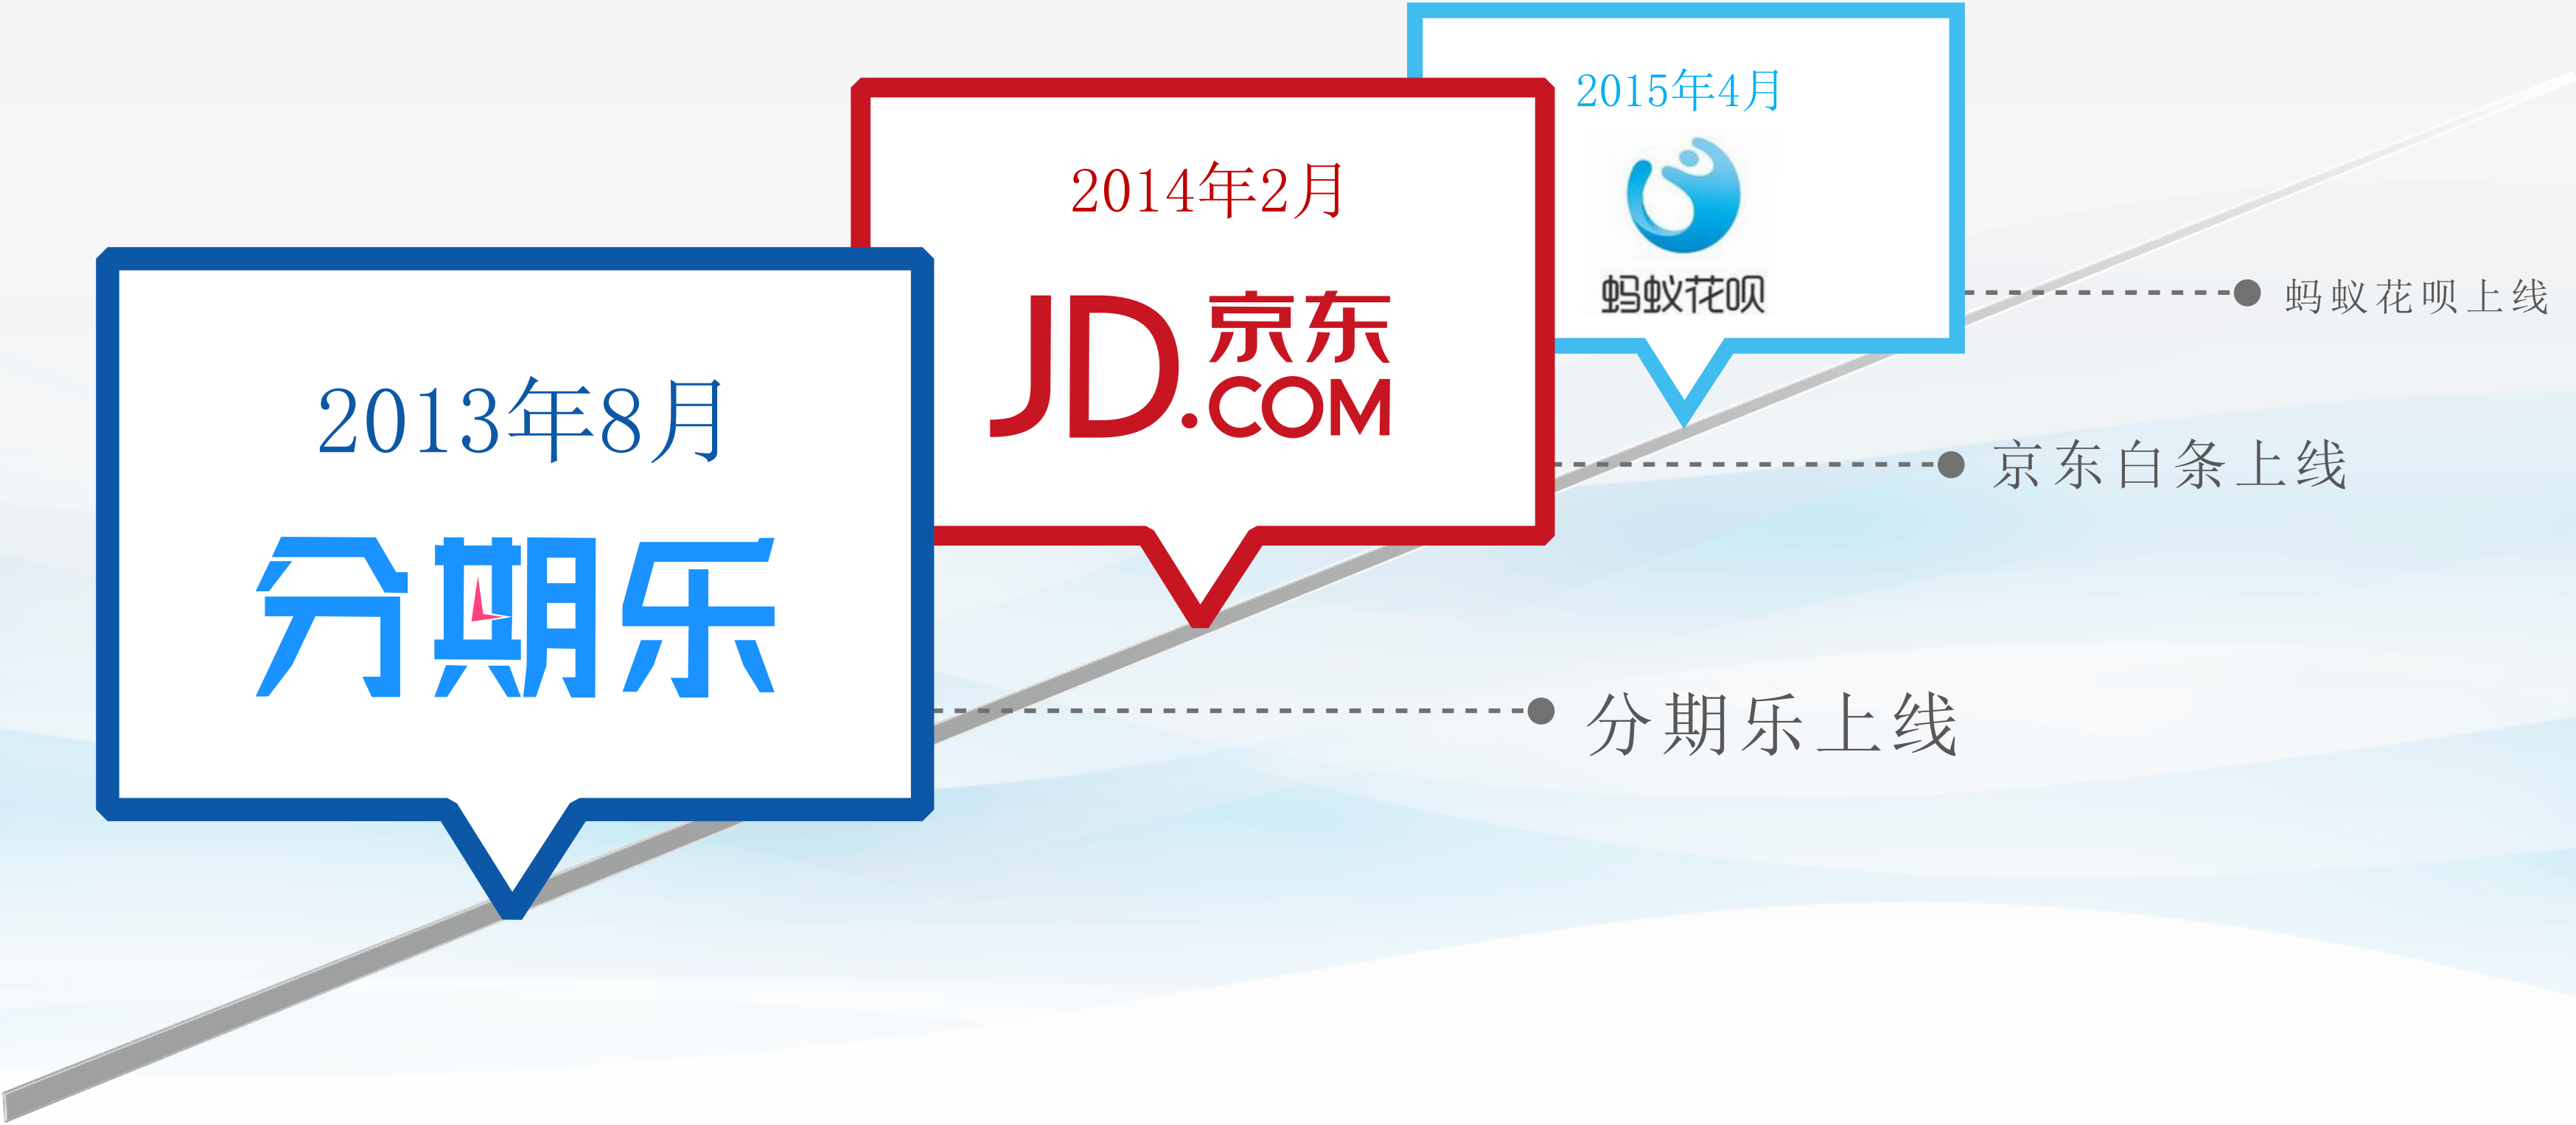 2015年4月
蚂蚁花呗
蚂蚁花呗上线
2014年2月
JD.京东
.COM
京东白条上线
2013年8月
分期乐
分期乐上线